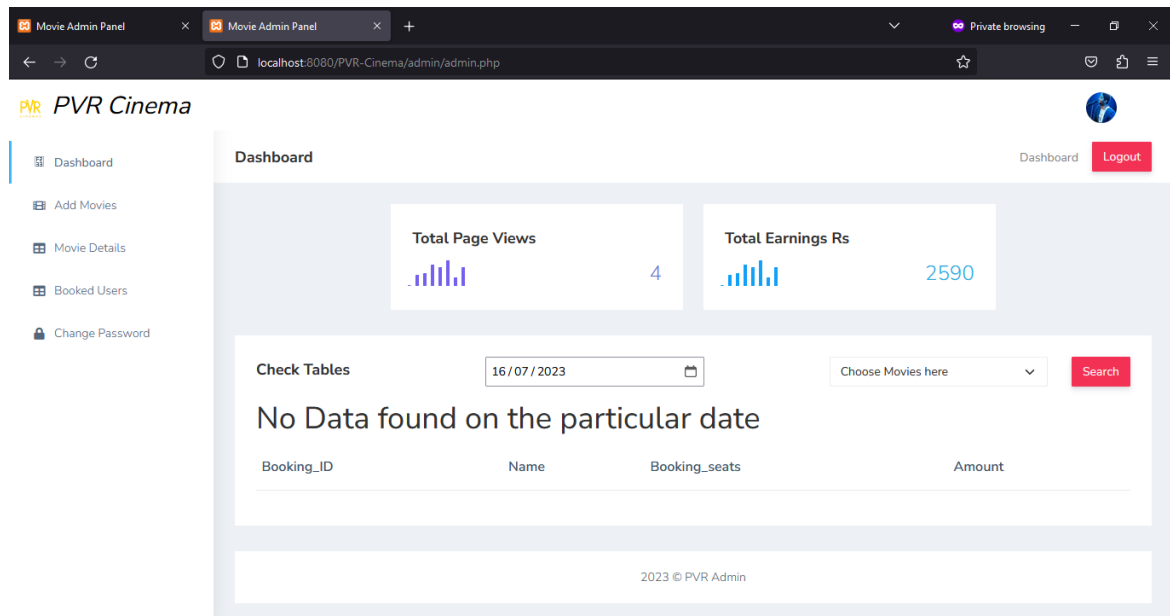 Movie Admin Panel
Movie Admin Panel
Private browsing
localhost:8080/PVR-Cinema/admin/admin.php
PVR PVR Cinema
Dashboard
Add Movies
Movie Details
Booked Users
Change Password
Dashboard
Dashboard
Logout
Total Page Views
4
Total Earnings Rs
2590
Check Tables
16/07/2023
Choose Movies here
Search
No Data found on the particular date
Booking_ID Name Booking_seats Amount
2023 © PVR Admin